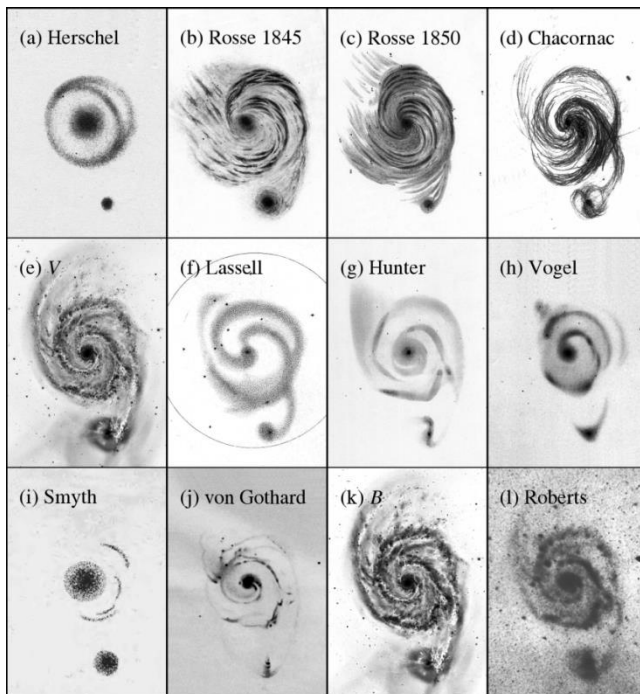 (a) Herschel
(b) Rosse 1845
(c) Rosse 1850
(d) Chacornac
(e) V
(f) Lassell
(g) Hunter
(h) Vogel
(i) Smyth
(j) von Gothard
(k) B
(l) Roberts